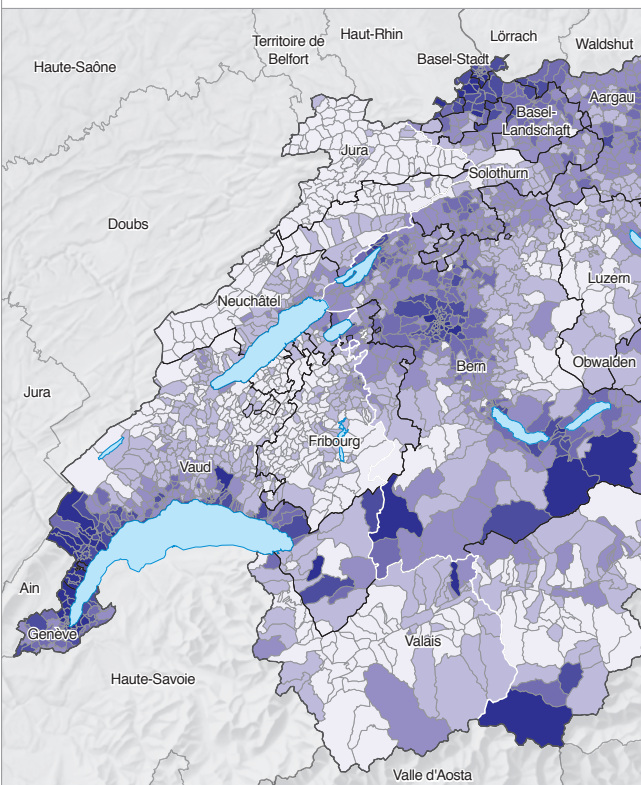 Haut-Rhin
Lörrach
Territoire de
Belfort
Waldshut
Basel-Stadt
Haute-Saône
Aargau
Basel-
Landschaft
Jura
Solothurn
Doubs
Luzern
Neuchâtel
Obwalden
Bern
Jura
Fribourg
Vaud
Ain
Genève
Valais
Haute-Savoie
Valle d'Aosta